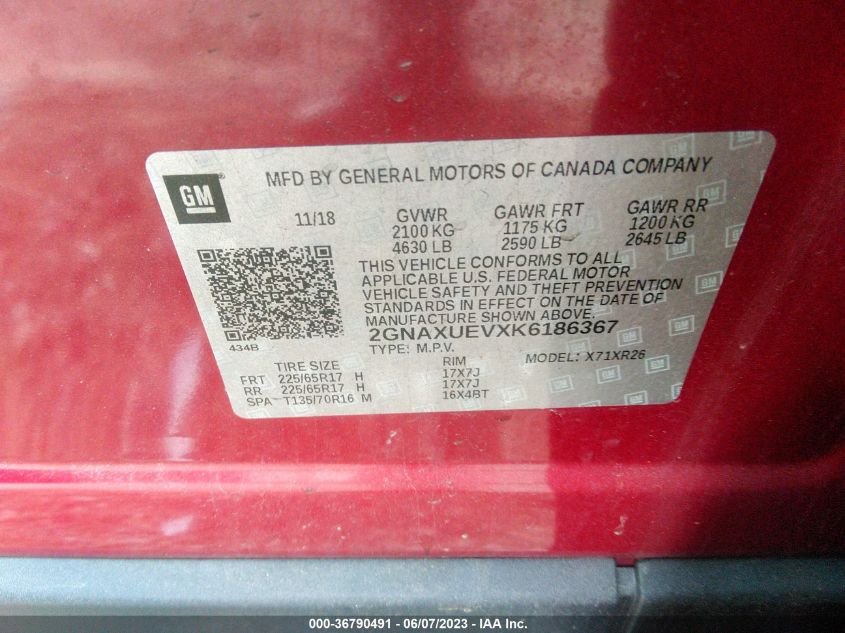 GM
MFD BY GENERAL MOTORS OF CANADA COMPANY
11/18 GVWR GAWR FRT GAWR RR
2100 KG 1175 KG 1200 KG
4630 LB 2590 LB 2645 LB
THIS VEHICLE CONFORMS TO ALL
APPLICABLE U.S. FEDERAL MOTOR
VEHICLE SAFETY AND THEFT PREVENTION
STANDARDS IN EFFECT ON THE DATE OF
MANUFACTURE SHOWN ABOVE.
434B 2GNAXUEVXK6186367
TYPE: M.P.V. MODEL: X71XR26
TIRE SIZE RIM
FRT 225/65R17 H 17X7J
RR 225/65R17 H 17X7J
SPA T135/70R16 M 16X4BT
000-36790491 - 06/07/2023 - IAA Inc.